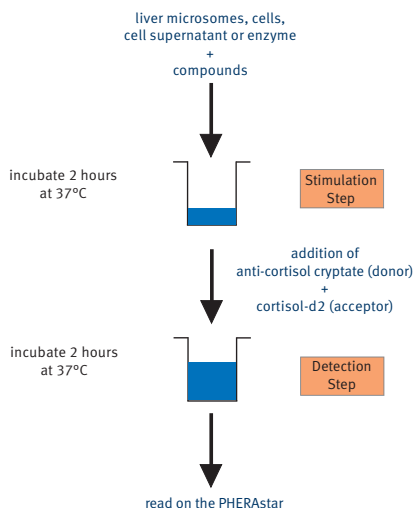 liver microsomes, cells,
cell supernatant or enzyme
+
compounds
incubate 2 hours
at 37°C
Stimulation
Step
addition of
anti-cortisol cryptate (donor)
+
cortisol-d2 (acceptor)
incubate 2 hours
at 37°C
Detection
Step
read on the PHERAstar